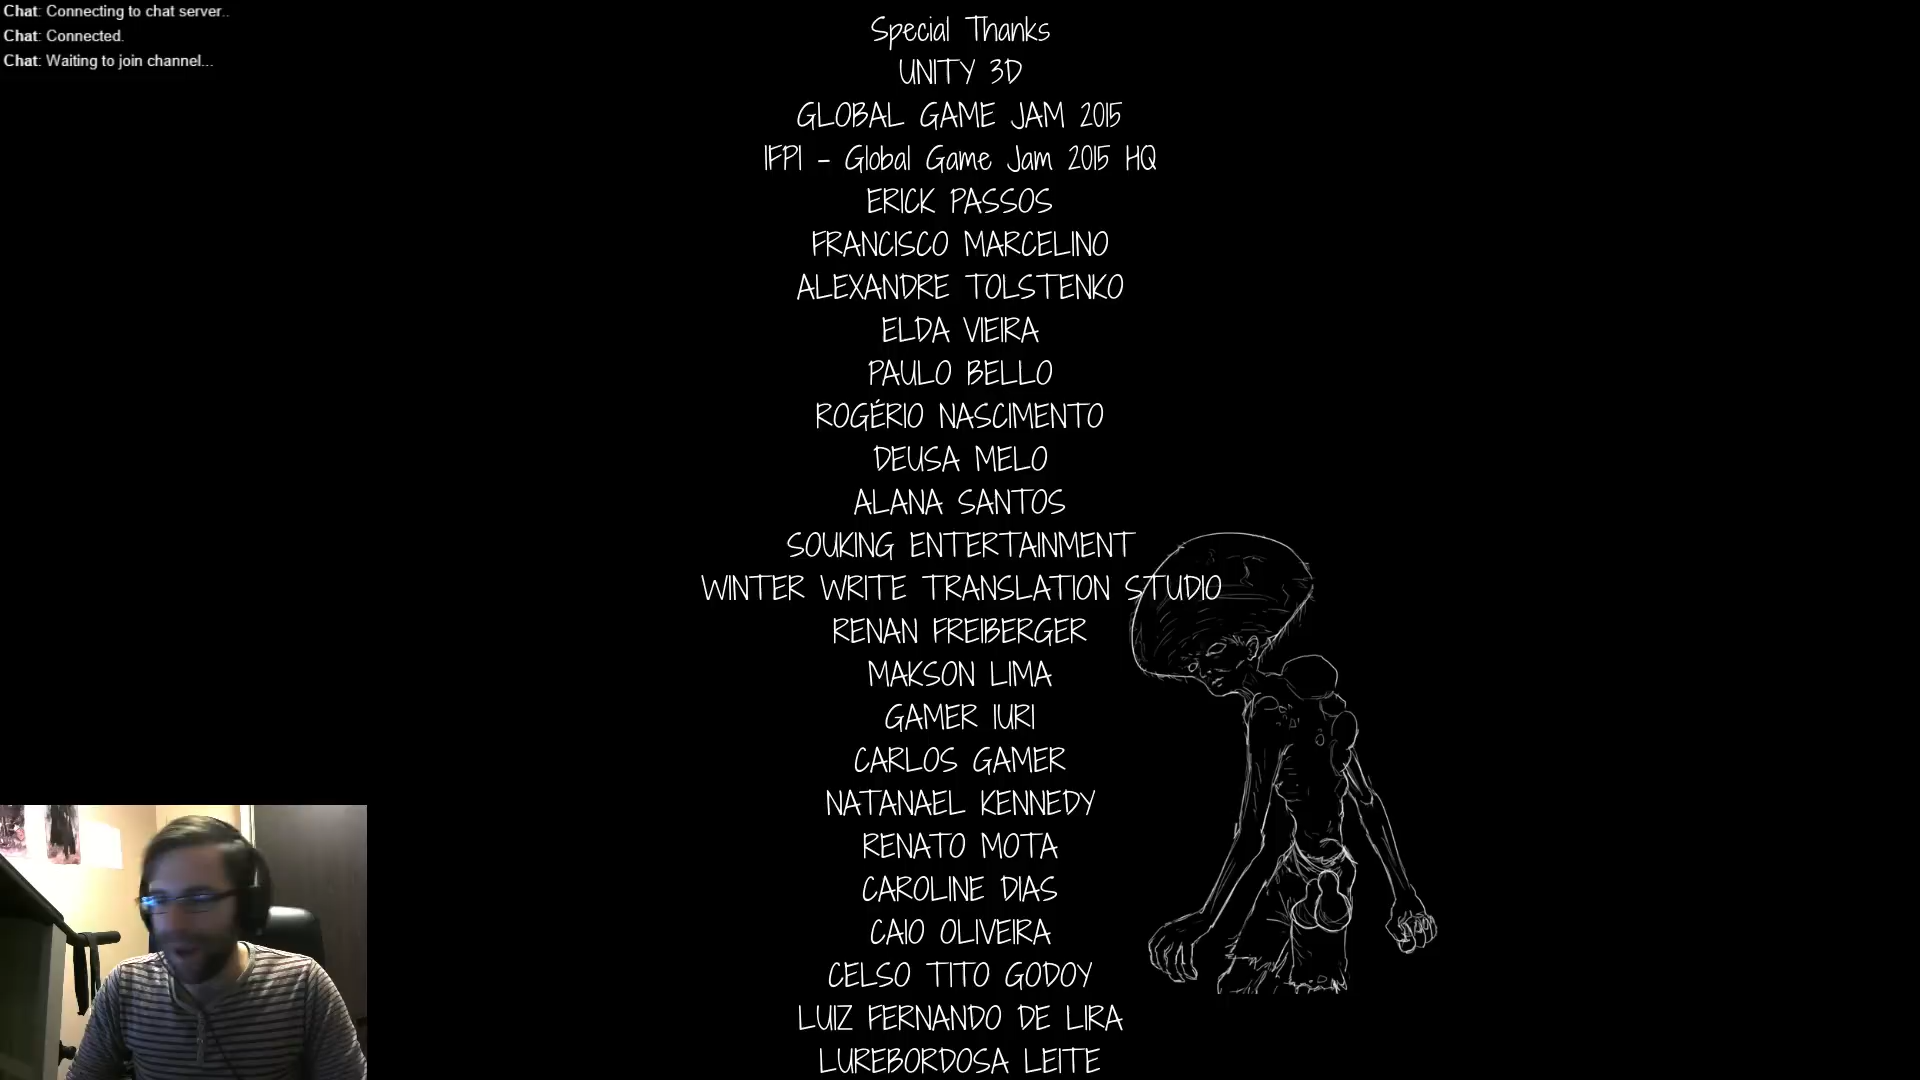 Chat: Connecting to chat server..
Chat: Connected.
Chat: Waiting to join channel...
Special Thanks
UNITY 3D
GLOBAL GAME JAM 2015
IFPI - Global Game Jam 2015 HQ
ERICK PASSOS
FRANCISCO MARCELINO
ALEXANDRE TOLSTENKO
ELDA VIEIRA
PAULO BELLO
ROGÉRIO NASCIMENTO
DEUSA MELO
ALANA SANTOS
SOUKING ENTERTAINMENT
WINTER WRITE TRANSLATION STUDIO
RENAN FREIBERGER
MAKSON LIMA
GAMER IURI
CARLOS GAMER
NATANAEL KENNEDY
RENATO MOTA
CAROLINE DIAS
CAIO OLIVEIRA
CELSO TITO GODOY
LUIZ FERNANDO DE LIRA
LUREBORDOSA LEITE